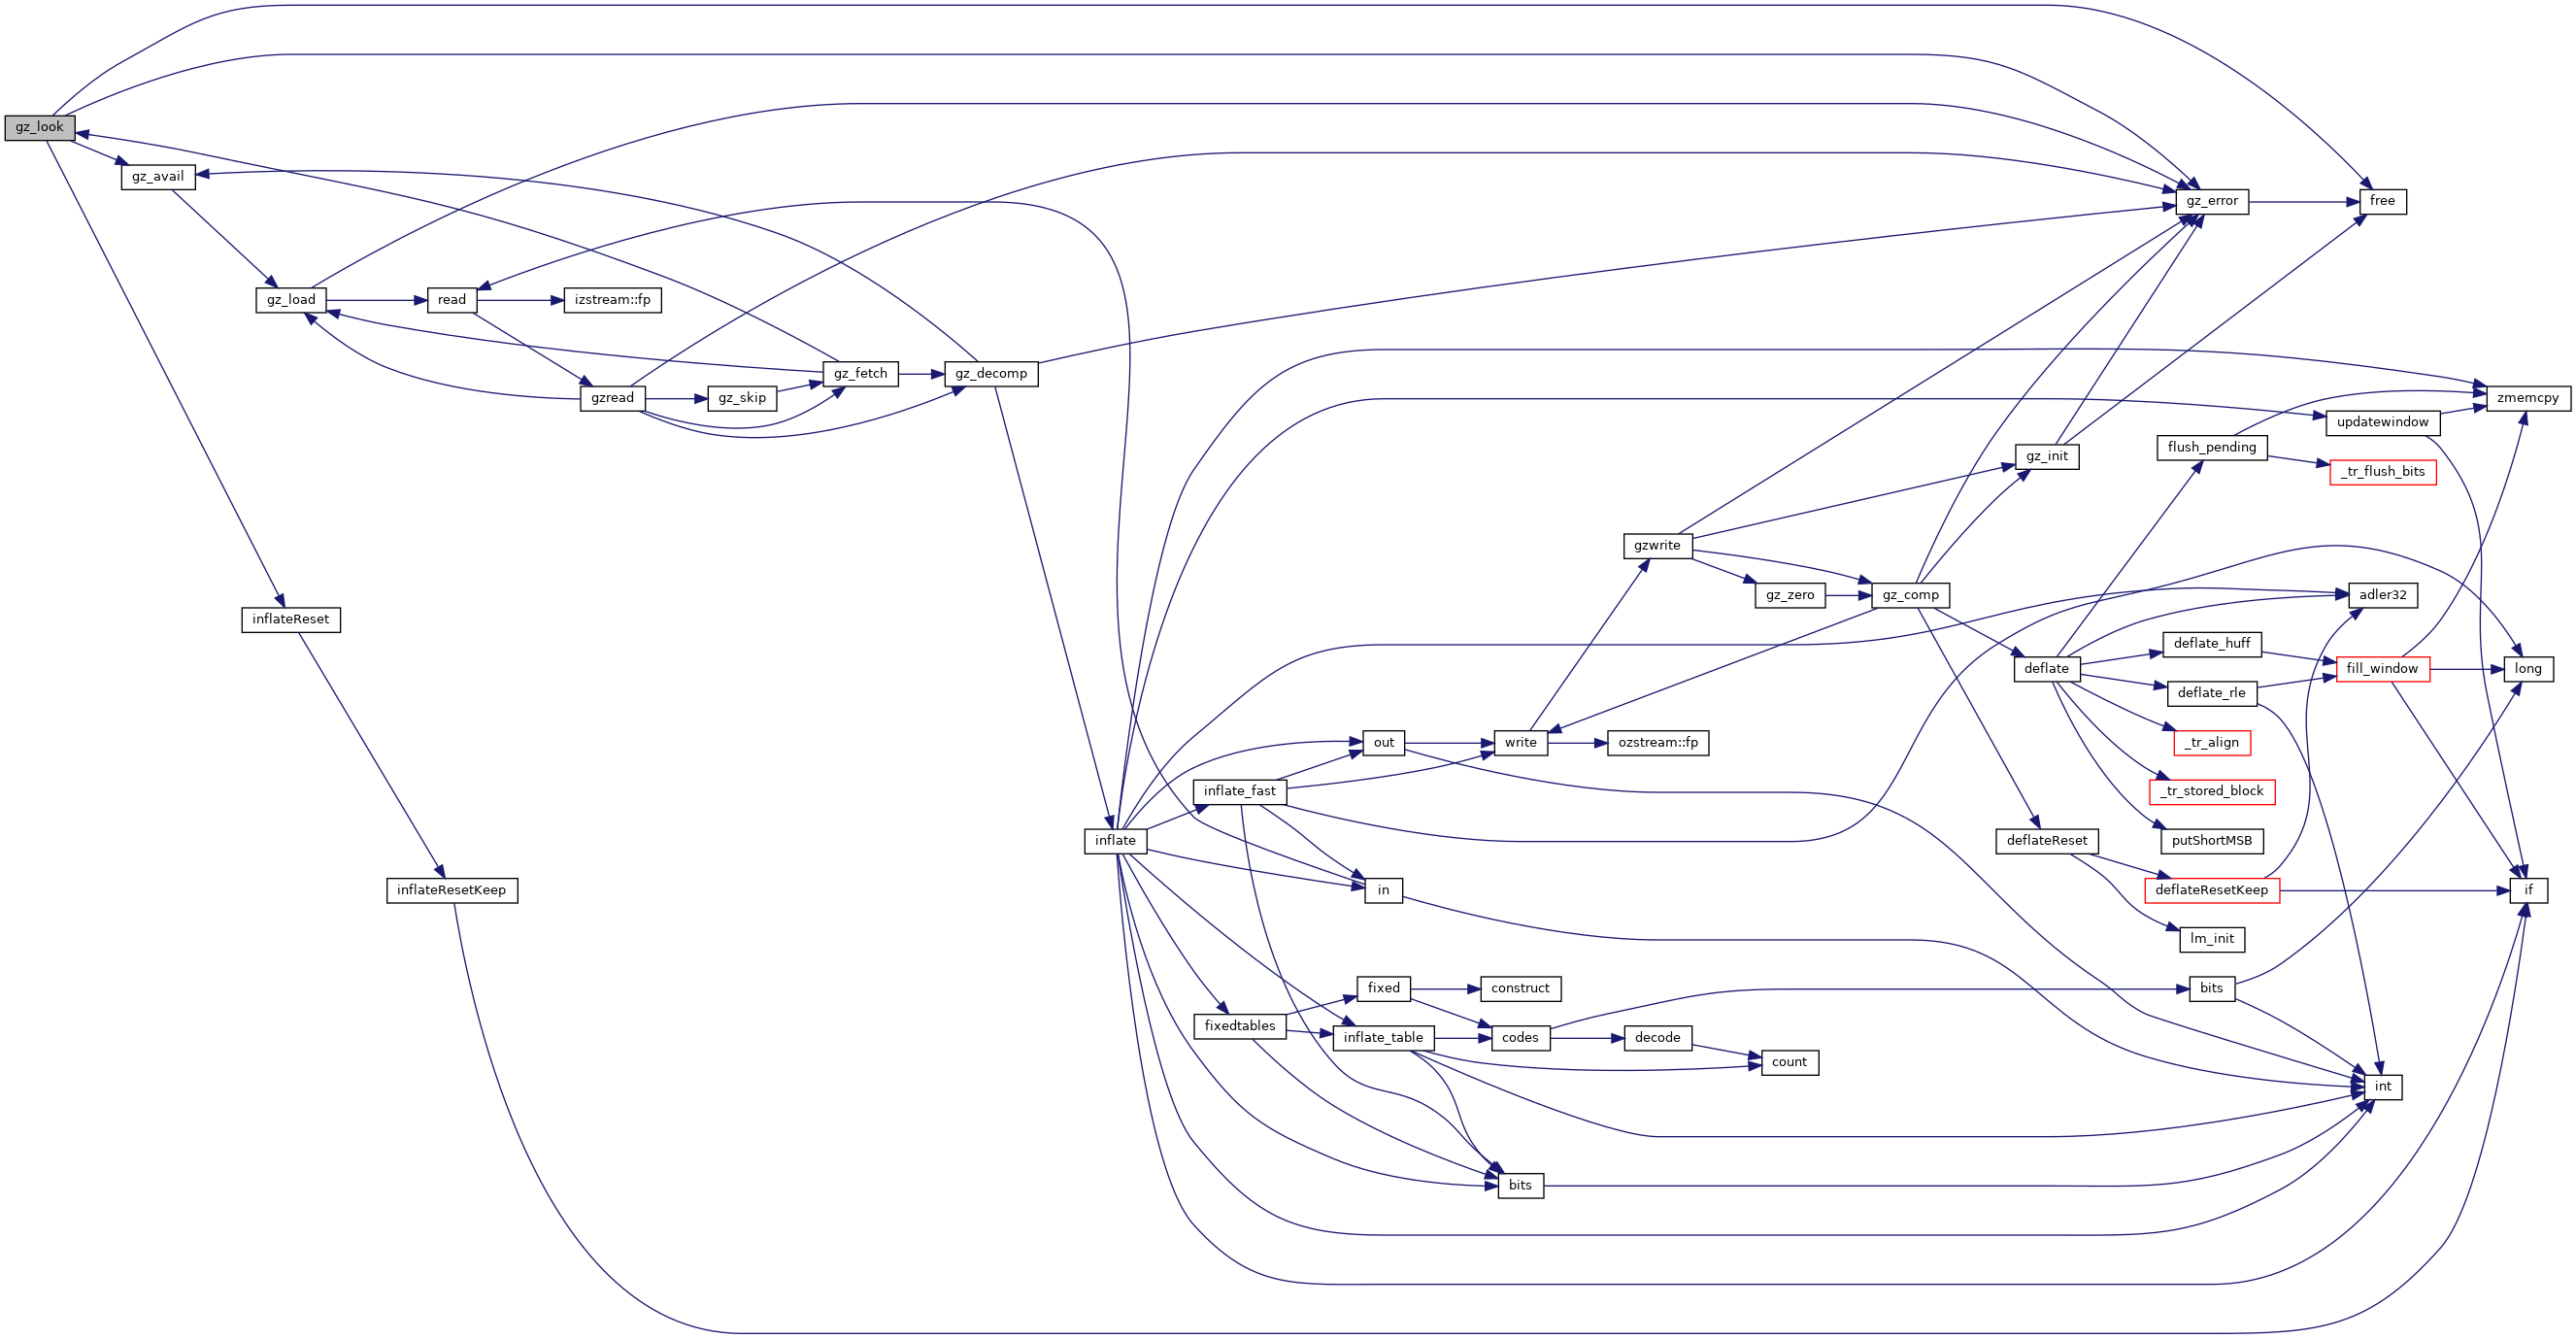 gz_look
gz_avail
gz_error
free
gz_load
read
izstream::fp
gz_fetch
gz_decomp
gzread
gz_skip
zmemcpy
updatewindow
flush_pending
gz_init
_tr_flush_bits
gzwrite
gz_zero
gz_comp
adler32
inflateReset
deflate_huff
deflate
fill_window
long
deflate_rle
out
write
ozstream::fp
_tr_align
inflate_fast
_tr_stored_block
inflate
deflateReset
putShortMSB
inflateResetKeep
in
deflateResetKeep
if
lm_init
fixed
construct
bits
fixedtables
inflate_table
codes
decode
count
int
bits